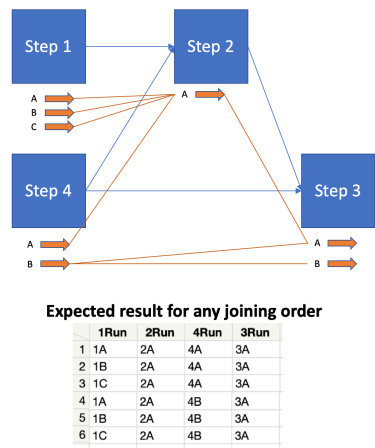 Step 1
Step 2
A
B
C
A
Step 4
Step 3
A
B
A
B
Expected result for any joining order
1Run 2Run 4Run 3Run
1 1A 2A 4A 3A
2 1B 2A 4A 3A
3 1C 2A 4A 3A
4 1A 2A 4B 3A
5 1B 2A 4B 3A
6 1C 2A 4B 3A